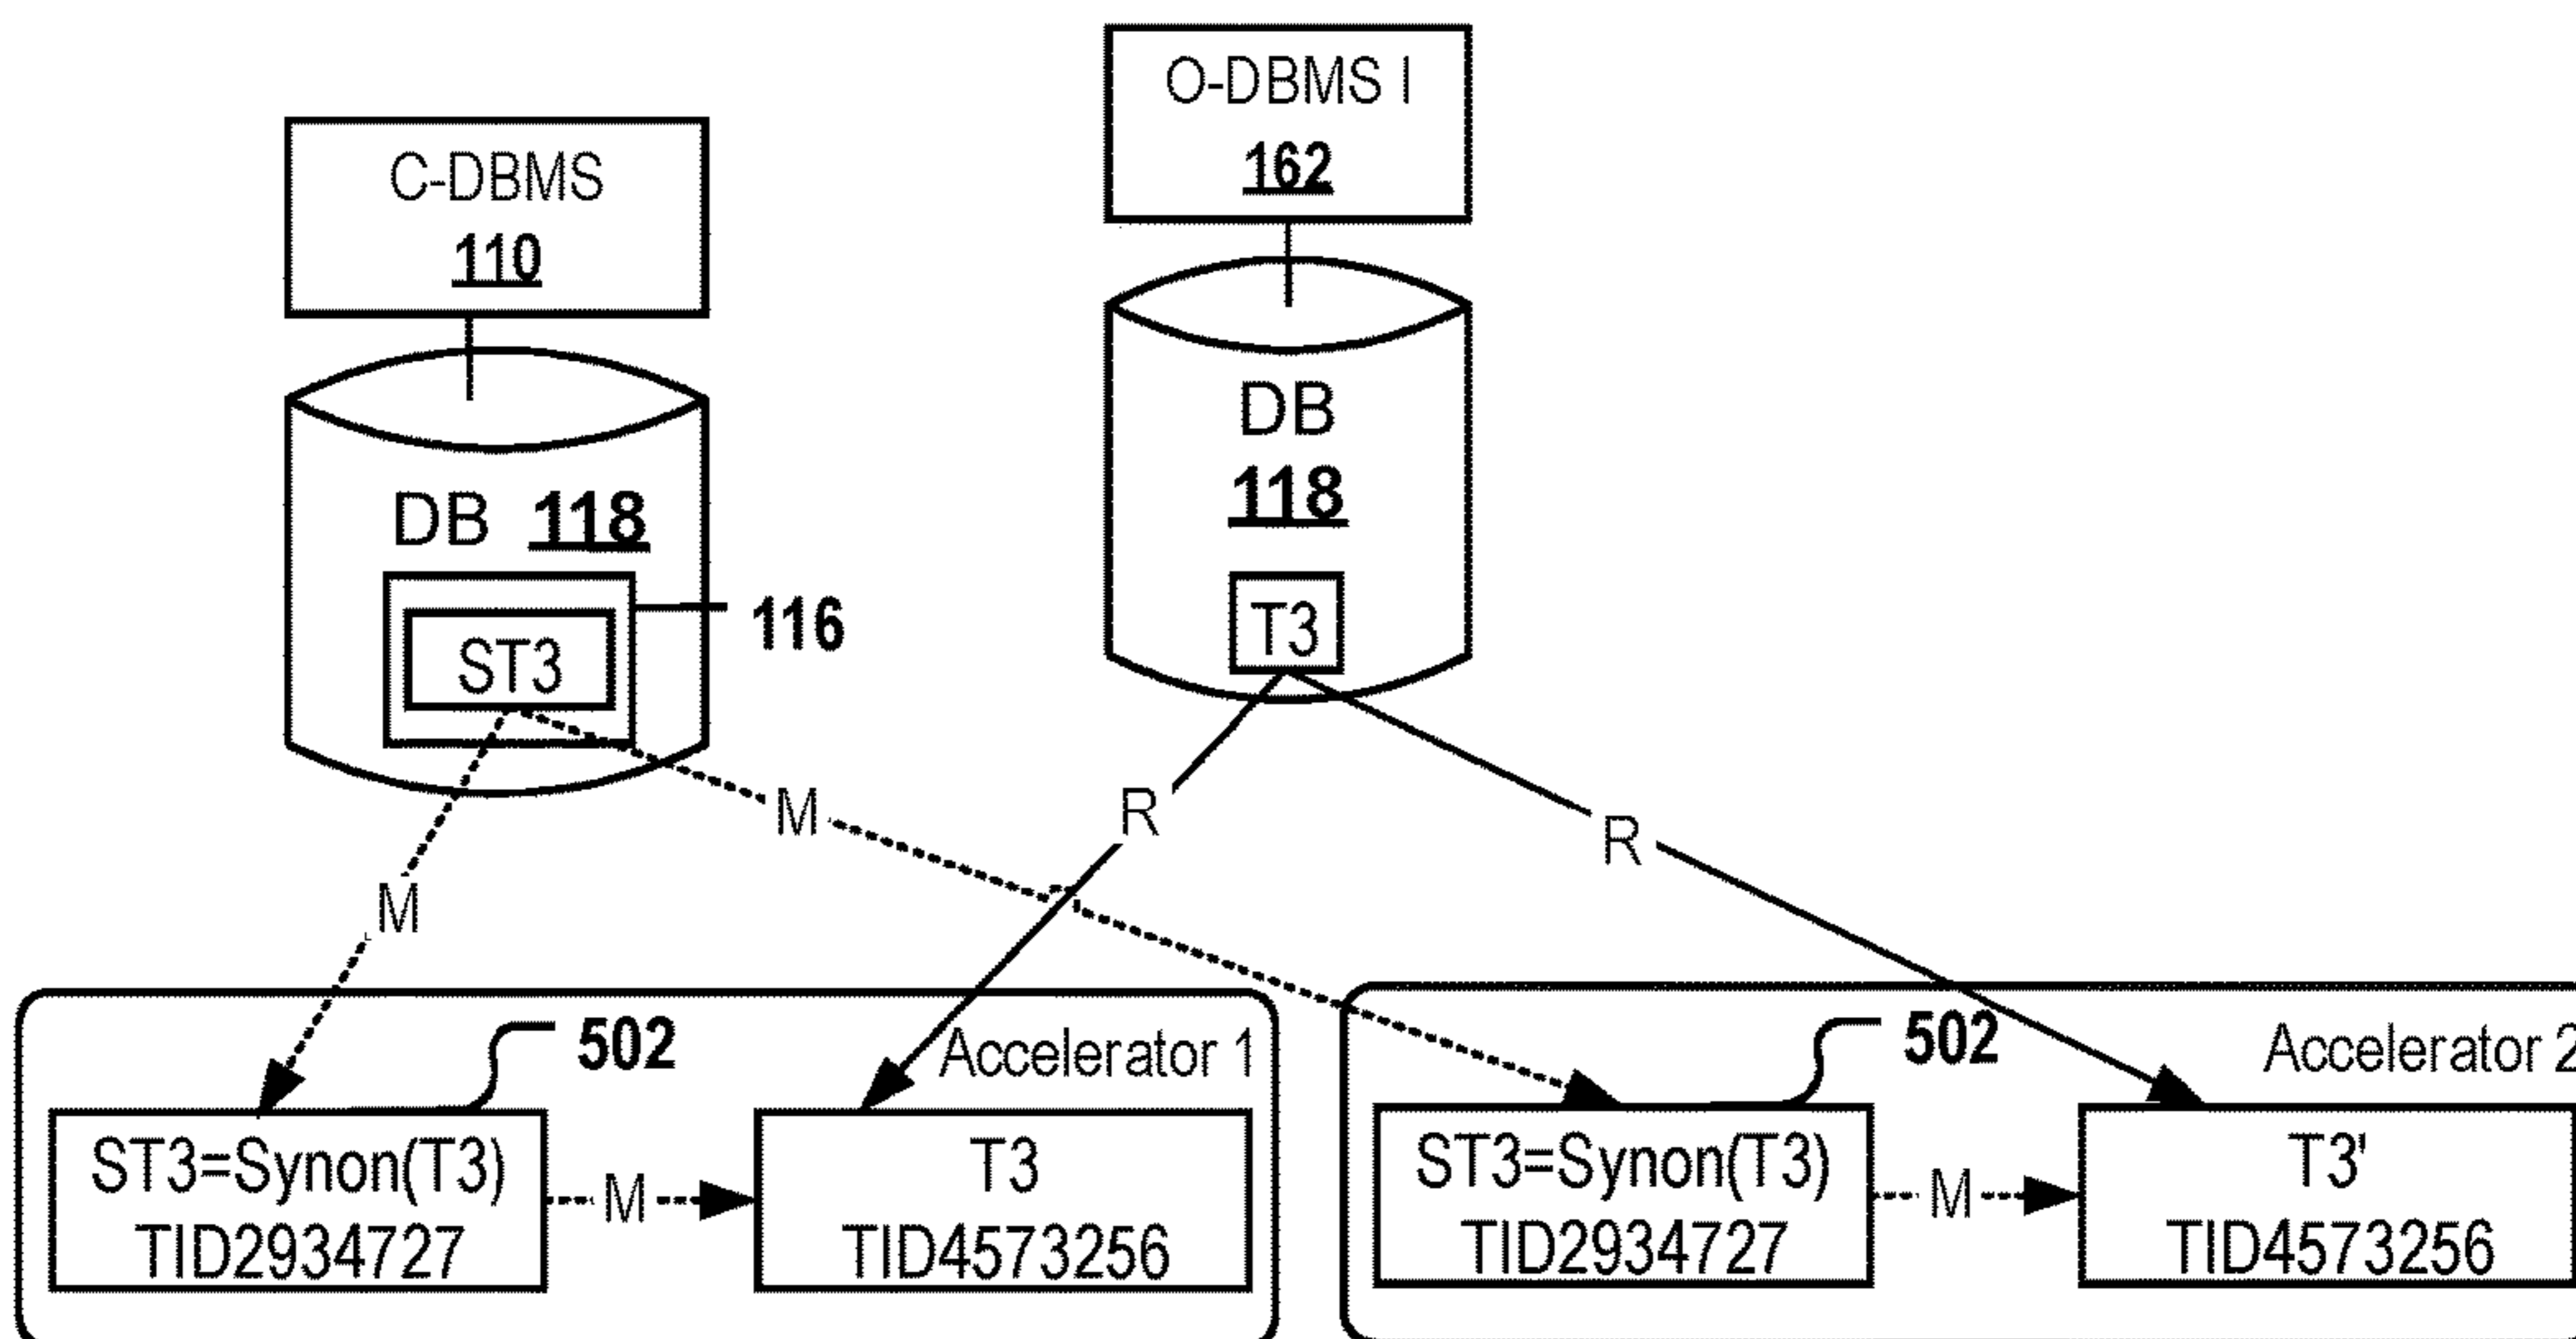 O-DBMS I
162
C-DBMS
110
DB
118
DB 118
T3
ST3
116
M
M
R
R
502
Accelerator 1
502
Accelerator 2
ST3=Synon(T3)
TID2934727
M
T3
TID4573256
ST3=Synon(T3)
TID2934727
M
T3'
TID4573256